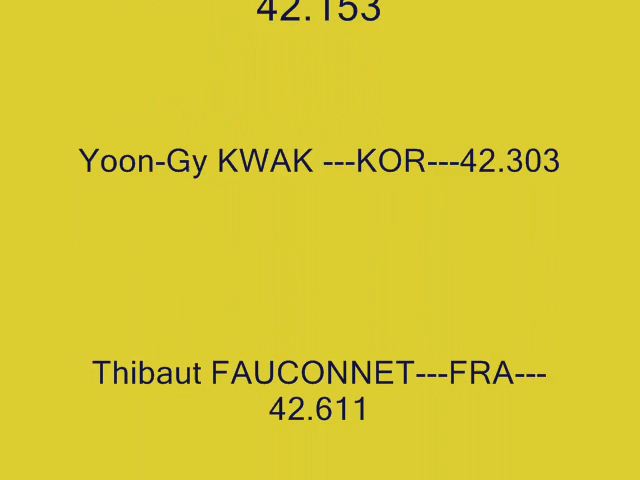 42.153
Yoon-Gy KWAK ---KOR---42.303
Thibaut FAUCONNET---FRA---
42.611